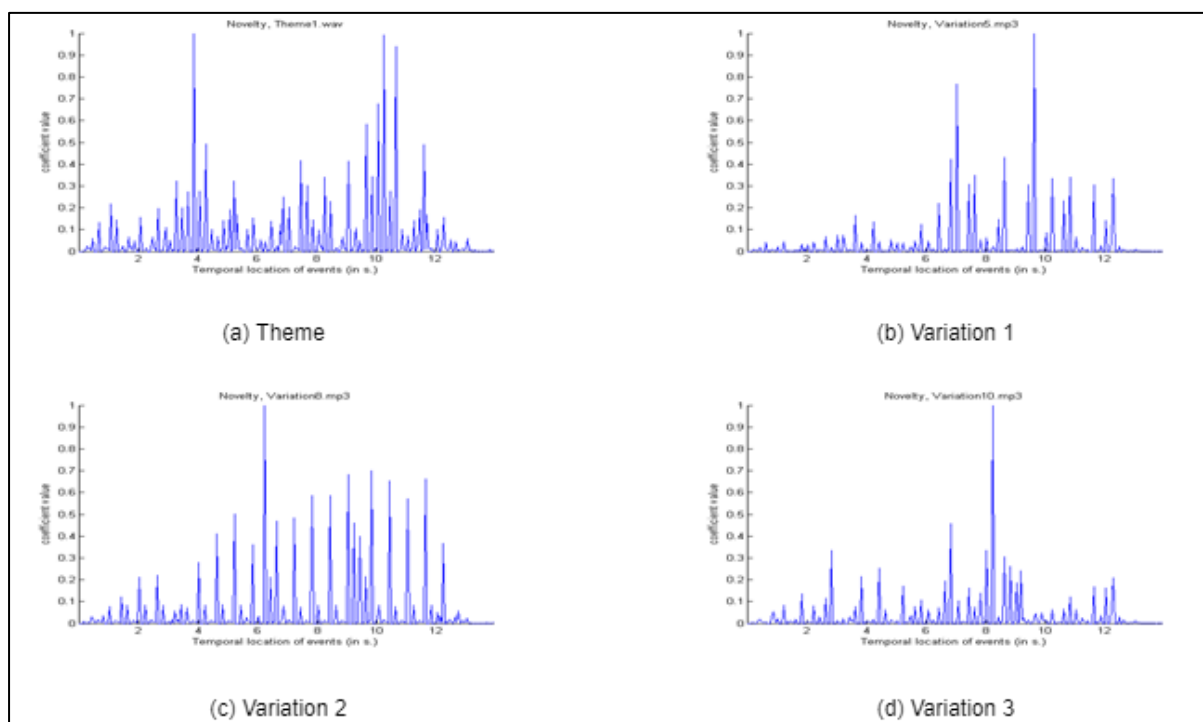 Novelty, Theme1.wav
coefficient value
1
0.9
0.8
0.7
0.6
0.5
0.4
0.3
0.2
0.1
0
2 4 6 8 10 12
Temporal location of events (in s.)
(a) Theme
Novelty, Variation5.mp3
coefficient value
1
0.9
0.8
0.7
0.6
0.5
0.4
0.3
0.2
0.1
0
2 4 6 8 10 12
Temporal location of events (in s.)
(b) Variation 1
Novelty, Variation8.mp3
coefficient value
1
0.9
0.8
0.7
0.6
0.5
0.4
0.3
0.2
0.1
0
2 4 6 8 10 12
Temporal location of events (in s.)
(c) Variation 2
Novelty, Variation10.mp3
coefficient value
1
0.9
0.8
0.7
0.6
0.5
0.4
0.3
0.2
0.1
0
2 4 6 8 10 12
Temporal location of events (in s.)
(d) Variation 3